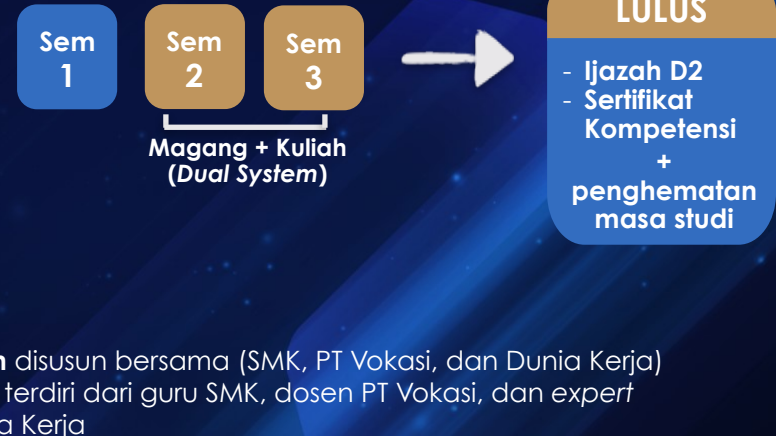 Sem
1
Sem
2
Sem
3
Magang + Kuliah
(Dual System)
LULUS
- Ijazah D2
- Sertifikat
Kompetensi
+
penghematan
masa studi
disusun bersama (SMK, PT Vokasi, dan Dunia Kerja)
terdiri dari guru SMK, dosen PT Vokasi, dan expert
Kerja